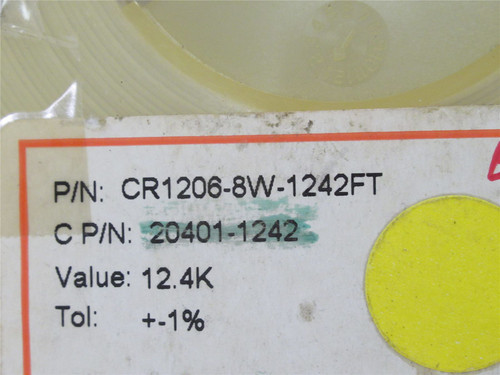 P/N: CR1206-8W-1242FT
C P/N: 20401-1242
Value: 12.4K
Tol: +-1%